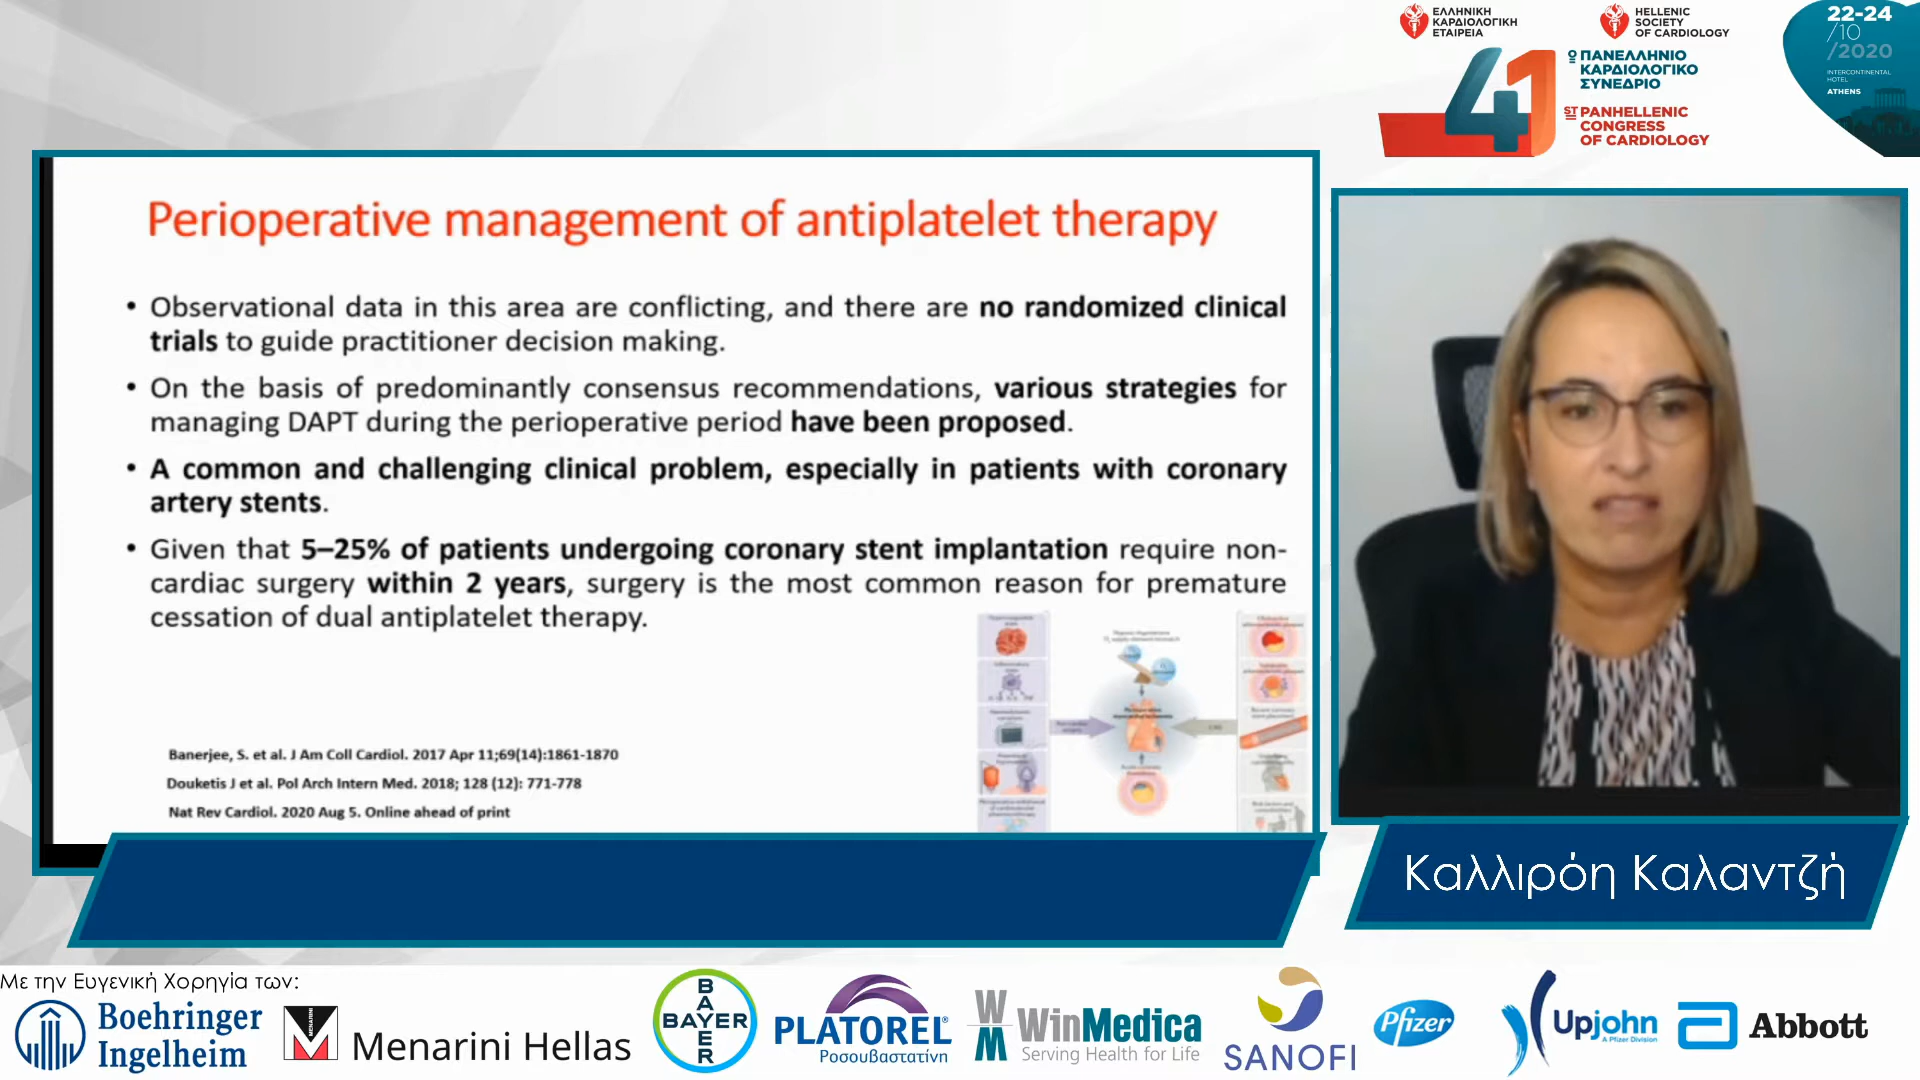 ΕΛΛΗΝΙΚΗ
ΚΑΡΔΙΟΛΟΓΙΚΗ
ΕΤΑΙΡΕΙΑ
HELLENIC
SOCIETY
OF CARDIOLOGY
41
ο ΠΑΝΕΛΛΗΝΙΟ
ΚΑΡΔΙΟΛΟΓΙΚΟ
ΣΥΝΕΔΡΙΟ
ST PANHELLENIC
CONGRESS
OF CARDIOLOGY
22-24
/10
/2020
INTERCONTINENTAL
HOTEL
ATHENS
Perioperative management of antiplatelet therapy
• Observational data in this area are conflicting, and there are no randomized clinical
trials to guide practitioner decision making.
• On the basis of predominantly consensus recommendations, various strategies for
managing DAPT during the perioperative period have been proposed.
• A common and challenging clinical problem, especially in patients with coronary
artery stents.
• Given that 5–25% of patients undergoing coronary stent implantation require non-
cardiac surgery within 2 years, surgery is the most common reason for premature
cessation of dual antiplatelet therapy.
Banerjee, S. et al. J Am Coll Cardiol. 2017 Apr 11;69(14):1861-1870
Douketis J et al. Pol Arch Intern Med. 2018; 128 (12): 771-778
Nat Rev Cardiol. 2020 Aug 5. Online ahead of print
Καλλιρόη Καλαντζή
Με την Ευγενική Χορηγία των:
Boehringer
Ingelheim
MENARINI
Menarini Hellas
BAYER
BAYER
PLATOREL®
Ροσουβαστατίνη
WM
WinMedica
Serving Health for Life
SANOFI
Pfizer
Upjohn
A Pfizer Division
Abbott